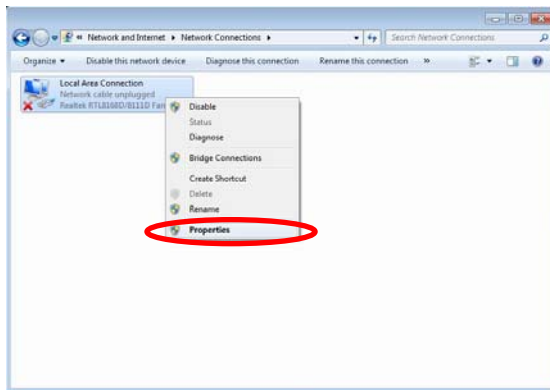 « Network and Internet ▸ Network Connections ▸
Search Network Connections
Organize ▾ Disable this network device Diagnose this connection Rename this connection »
Local Area Connection
Network cable unplugged
Realtek RTL8168D/8111D Fam
Disable
Status
Diagnose
Bridge Connections
Create Shortcut
Delete
Rename
Properties